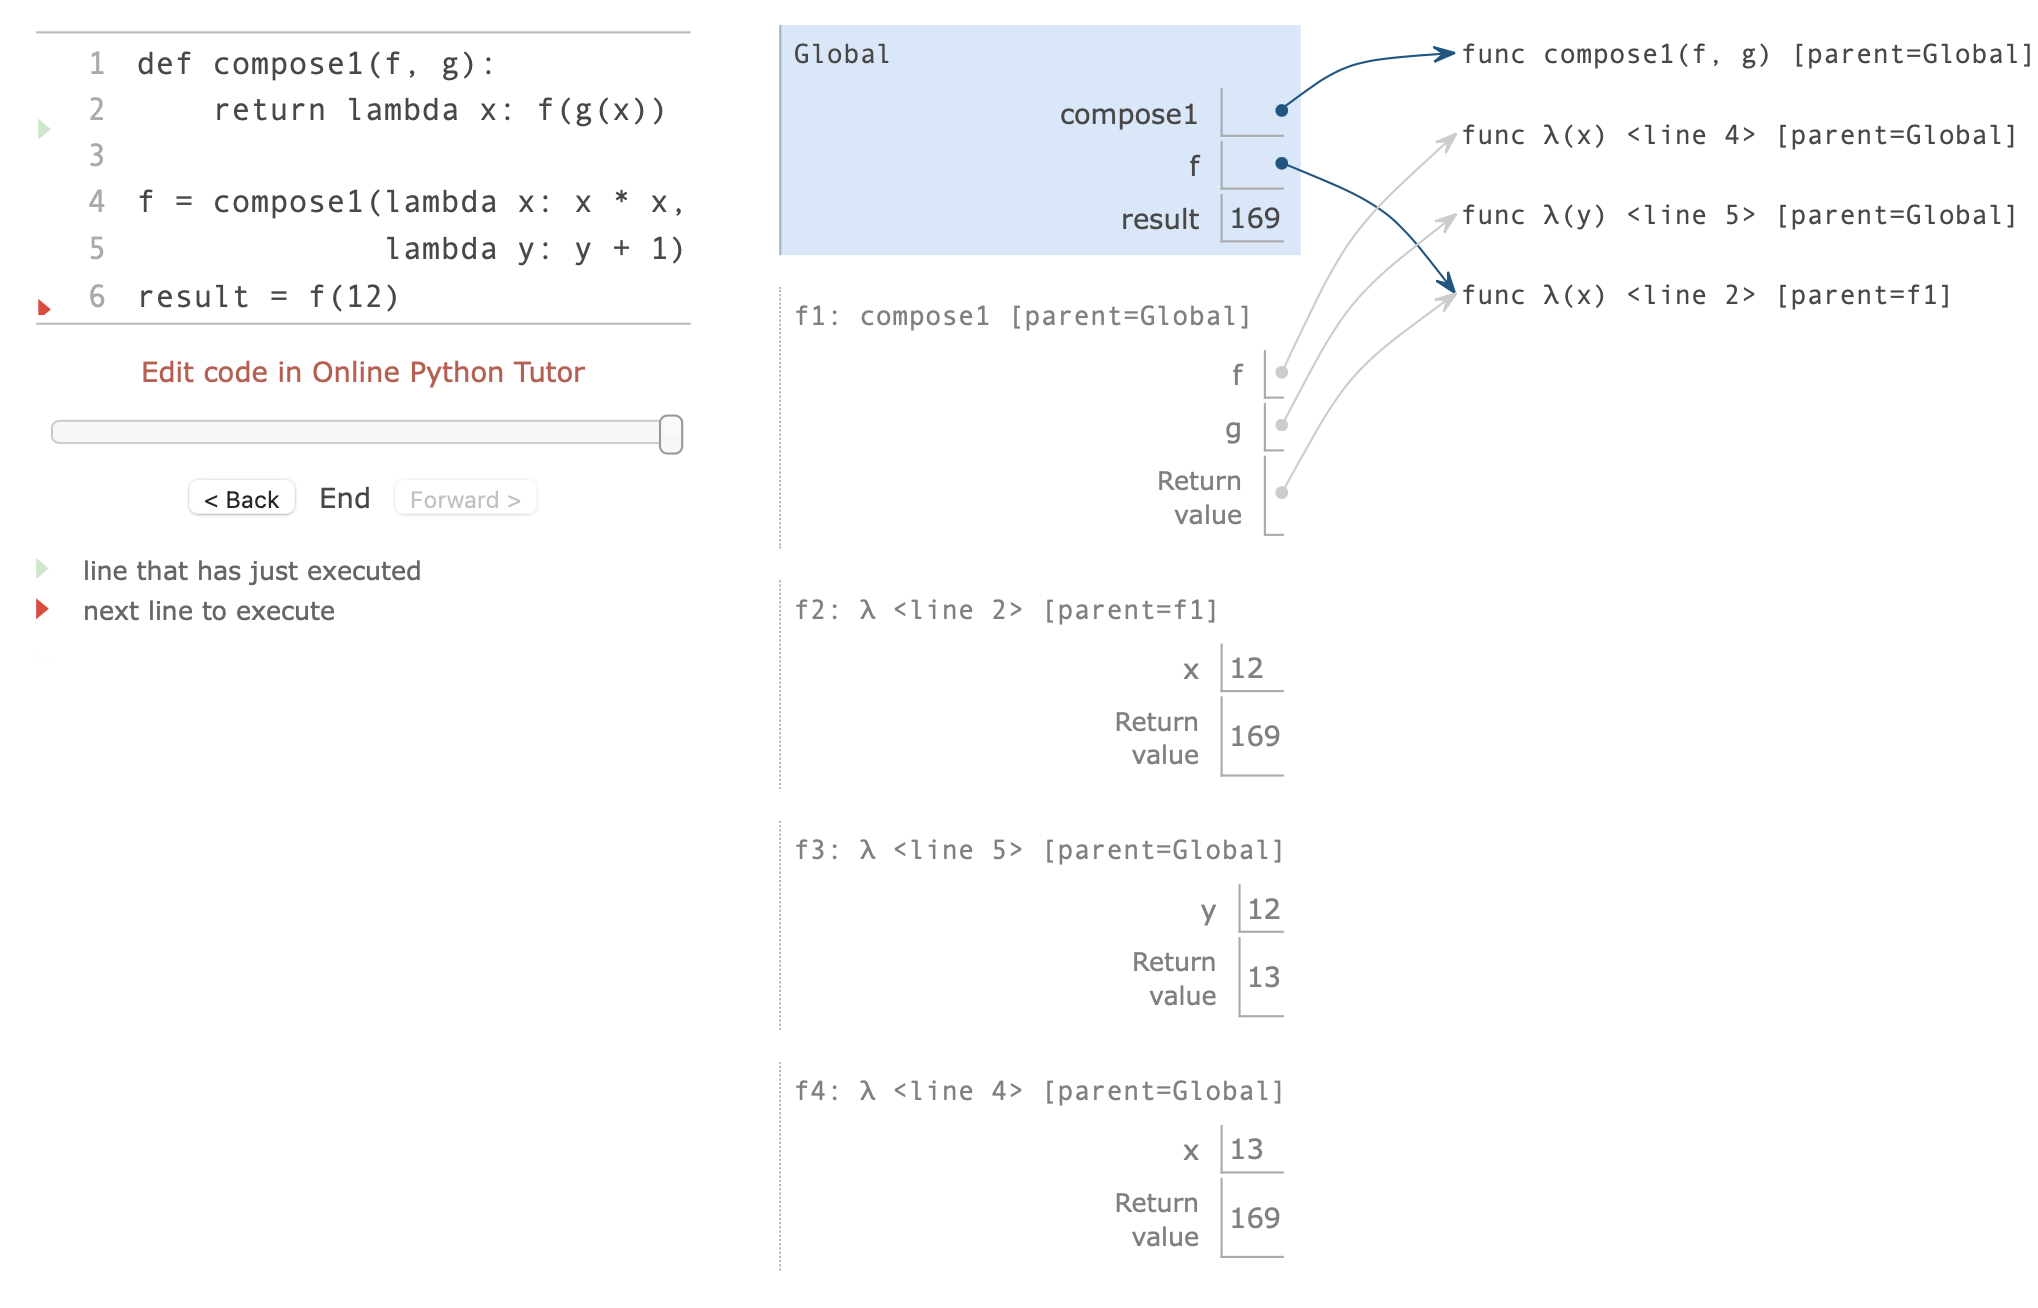 1 def compose1(f, g):
2     return lambda x: f(g(x))
3
4 f = compose1(lambda x: x * x,
5              lambda y: y + 1)
6 result = f(12)
Edit code in Online Python Tutor
< Back End Forward >
line that has just executed
next line to execute
Global
compose1
f
result 169
f1: compose1 [parent=Global]
f
g
Return
value
f2: λ <line 2> [parent=f1]
x 12
Return
value 169
f3: λ <line 5> [parent=Global]
y 12
Return
value 13
f4: λ <line 4> [parent=Global]
x 13
Return
value 169
func compose1(f, g) [parent=Global]
func λ(x) <line 4> [parent=Global]
func λ(y) <line 5> [parent=Global]
func λ(x) <line 2> [parent=f1]